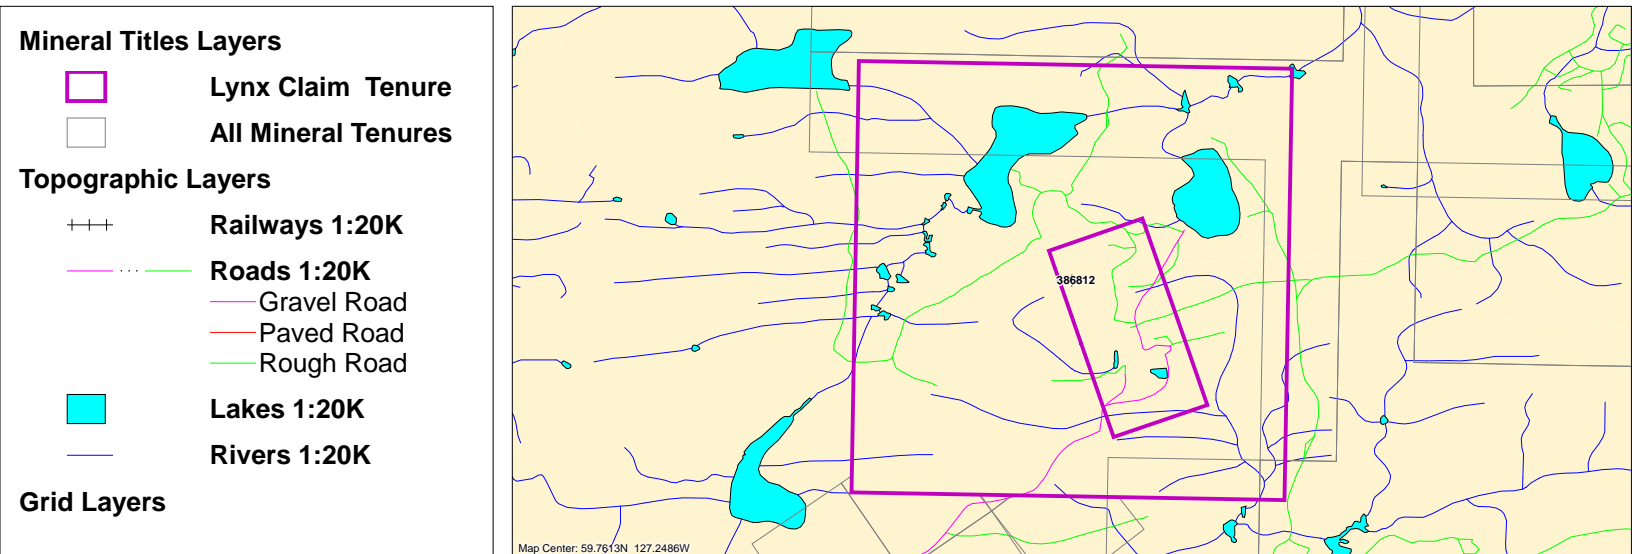 Mineral Titles Layers
Lynx Claim Tenure
All Mineral Tenures
Topographic Layers
Railways 1:20K
Roads 1:20K
Gravel Road
Paved Road
Rough Road
Lakes 1:20K
Rivers 1:20K
Grid Layers
386812
Map Center: 59.7613N 127.2486W